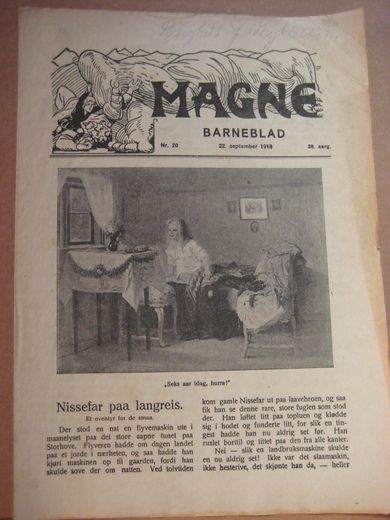 MAGNE
BARNEBLAD
Nr. 20 22. september 1918 28. aarg.
„Seks aar idag, hurra!"
Nissefar paa langreis.
Et eventyr for de smaa.
Der stod en nat en flyvemaskin ute i
maanelyset paa det store aapne tunet paa
Storhove. Flyveren hadde om dagen landet
paa et jorde i nærheten, og saa hadde han
kjørt maskinen op til gaarden, fordi han
skulde sove der om natten. Ved tolvtiden
kom gamle Nissefar ut paa laavebroen, og saa
fik han se denne rare, store fuglen som stod
der. Han løftet litt paa topluen og klødde
sig i hodet og funderte litt, for slik en tin-
gest hadde han nu aldrig set før. Han
ruslet bortil og tittet paa den fra alle kanter.
Nei — slik en landbruksmaskine skulde
en nu aldrig set! Ikke var det slaamaskin,
ikke hesterive, det skjønte han da, — heller